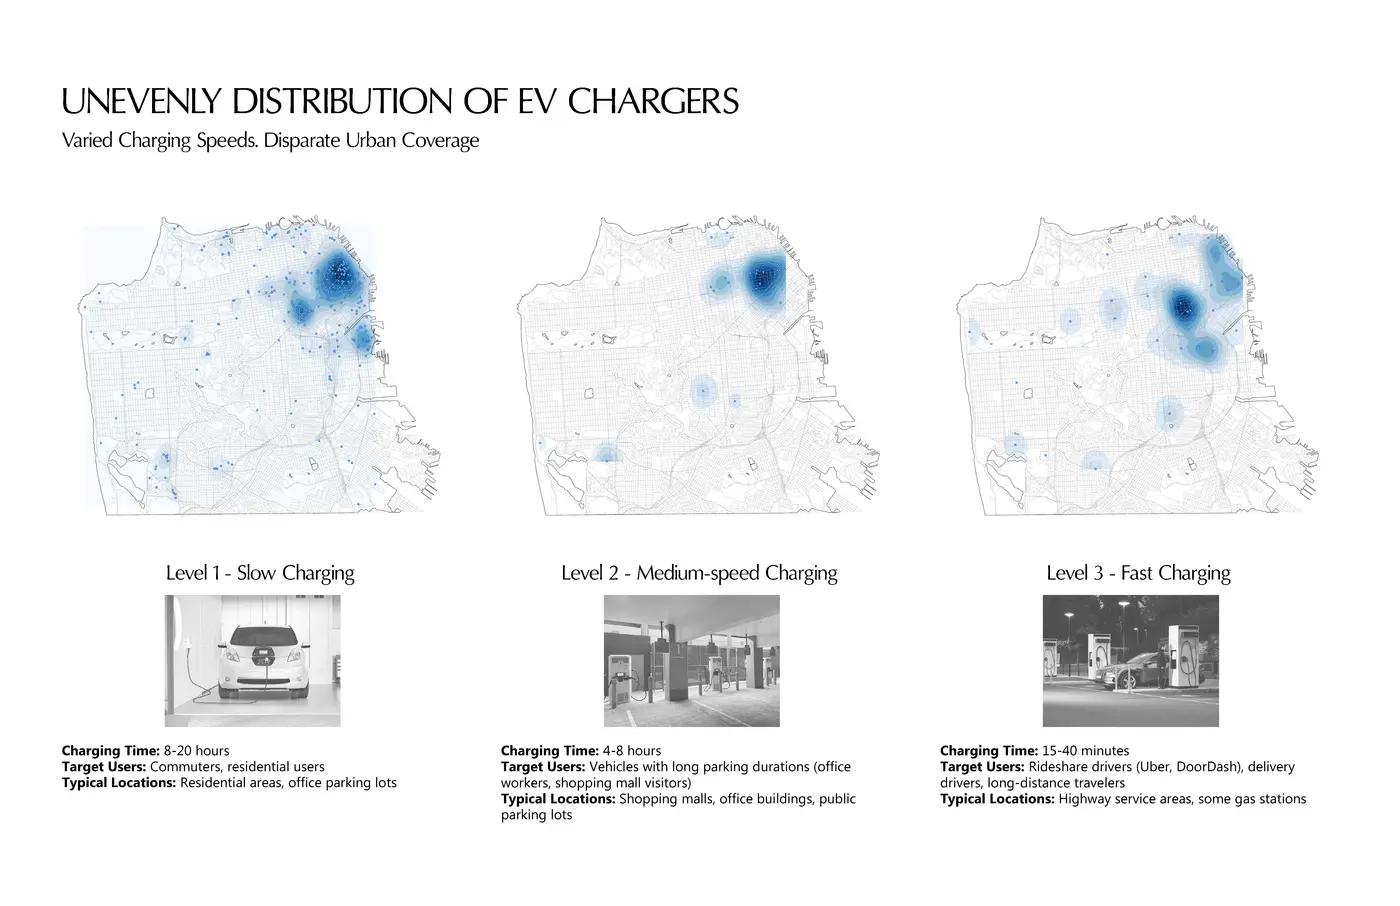 UNEVENLY DISTRIBUTION OF EV CHARGERS
Varied Charging Speeds. Disparate Urban Coverage
Level 1 - Slow Charging
Charging Time: 8-20 hours
Target Users: Commuters, residential users
Typical Locations: Residential areas, office parking lots
Level 2 - Medium-speed Charging
Charging Time: 4-8 hours
Target Users: Vehicles with long parking durations (office
workers, shopping mall visitors)
Typical Locations: Shopping malls, office buildings, public
parking lots
Level 3 - Fast Charging
Charging Time: 15-40 minutes
Target Users: Rideshare drivers (Uber, DoorDash), delivery
drivers, long-distance travelers
Typical Locations: Highway service areas, some gas stations